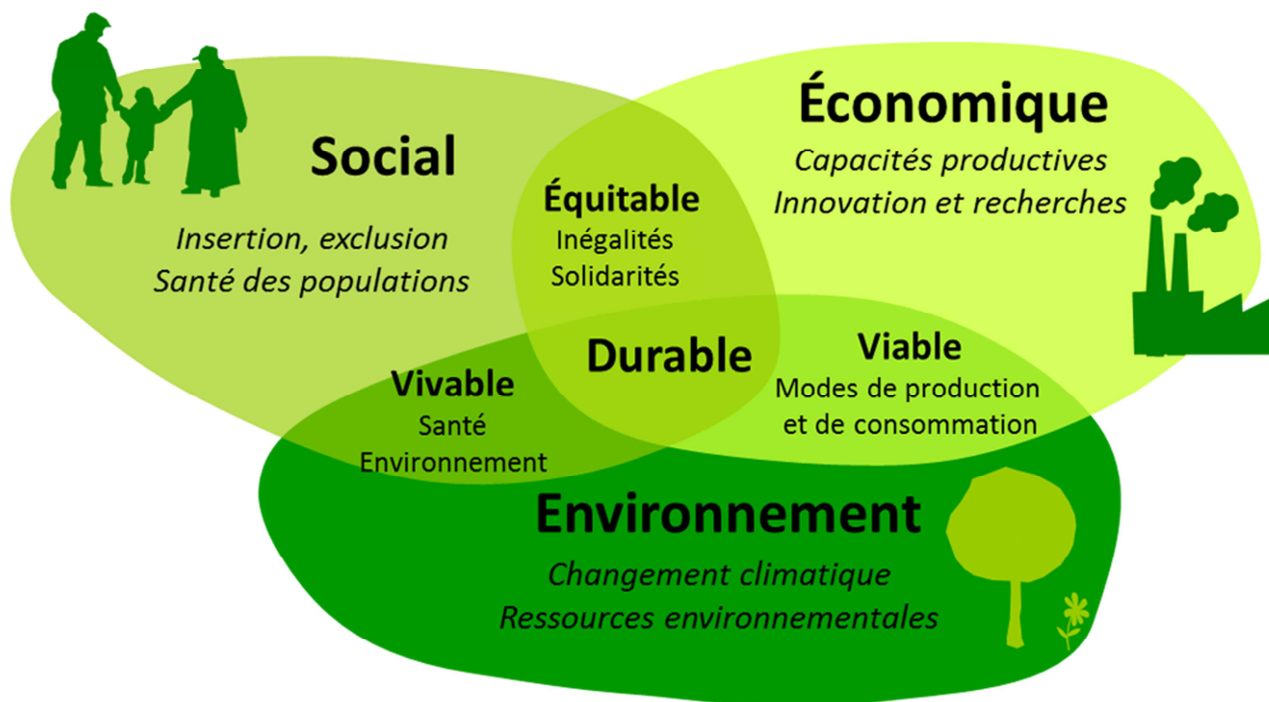 Social
Insertion, exclusion
Santé des populations
Économique
Capacités productives
Innovation et recherches
Équitable
Inégalités
Solidarités
Durable
Vivable
Santé
Environnement
Viable
Modes de production
et de consommation
Environnement
Changement climatique
Ressources environnementales